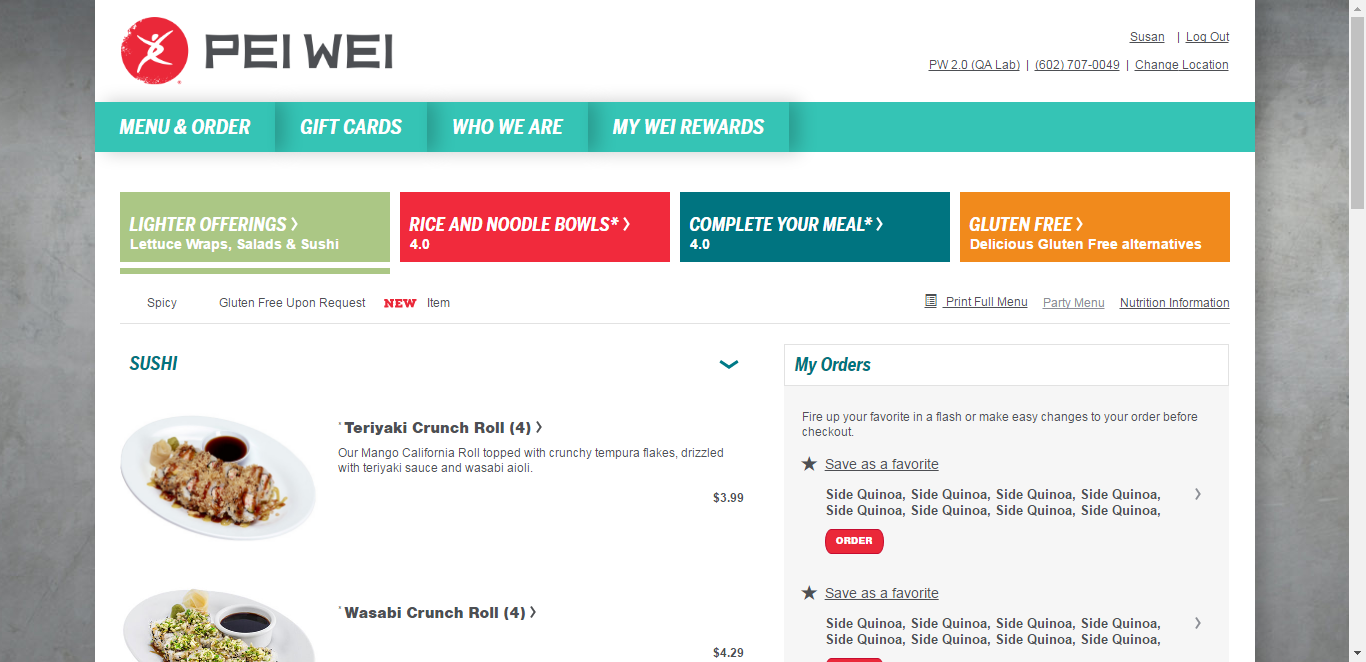 PEI WEI
Susan | Log Out
PW 2.0 (QA Lab) | (602) 707-0049 | Change Location
MENU & ORDER GIFT CARDS WHO WE ARE MY WEI REWARDS
LIGHTER OFFERINGS >
Lettuce Wraps, Salads & Sushi
RICE AND NOODLE BOWLS* >
4.0
COMPLETE YOUR MEAL* >
4.0
GLUTEN FREE >
Delicious Gluten Free alternatives
Spicy Gluten Free Upon Request NEW Item
Print Full Menu Party Menu Nutrition Information
SUSHI
* Teriyaki Crunch Roll (4) >
Our Mango California Roll topped with crunchy tempura flakes, drizzled
with teriyaki sauce and wasabi aioli.
$3.99
* Wasabi Crunch Roll (4) >
$4.29
My Orders
Fire up your favorite in a flash or make easy changes to your order before
checkout.
★ Save as a favorite
Side Quinoa, Side Quinoa, Side Quinoa, Side Quinoa, >
Side Quinoa, Side Quinoa, Side Quinoa, Side Quinoa,
ORDER
★ Save as a favorite
Side Quinoa, Side Quinoa, Side Quinoa, Side Quinoa, >
Side Quinoa, Side Quinoa, Side Quinoa, Side Quinoa,